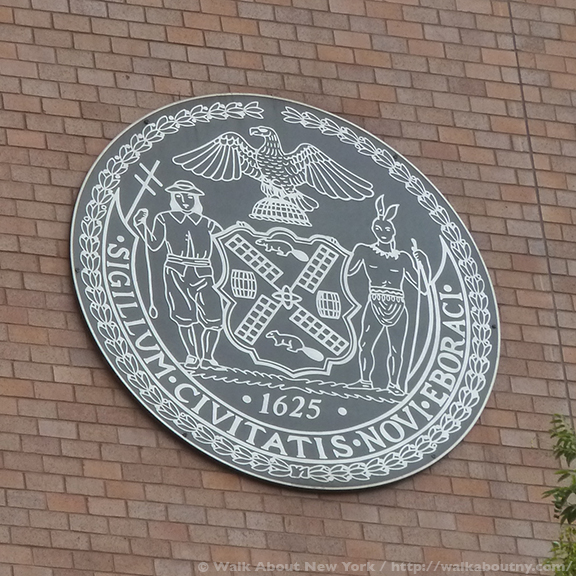 ·SIGILLUM·CIVITATIS·NOVI·EBORACI·
·1625·
© Walk About New York / http://walkaboutny.com/